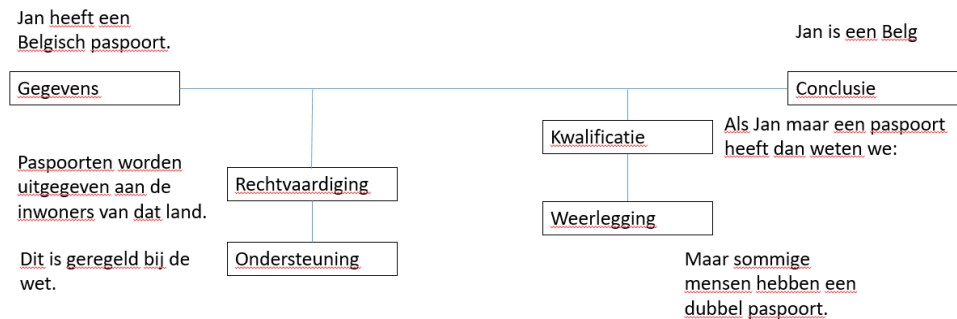 Jan heeft een
Belgisch paspoort.
Jan is een Belg
Gegevens
Conclusie
Kwalificatie
Als Jan maar een paspoort
heeft dan weten we:
Paspoorten worden
uitgegeven aan de
inwoners van dat land.
Rechtvaardiging
Weerlegging
Dit is geregeld bij de
wet.
Ondersteuning
Maar sommige
mensen hebben een
dubbel paspoort.